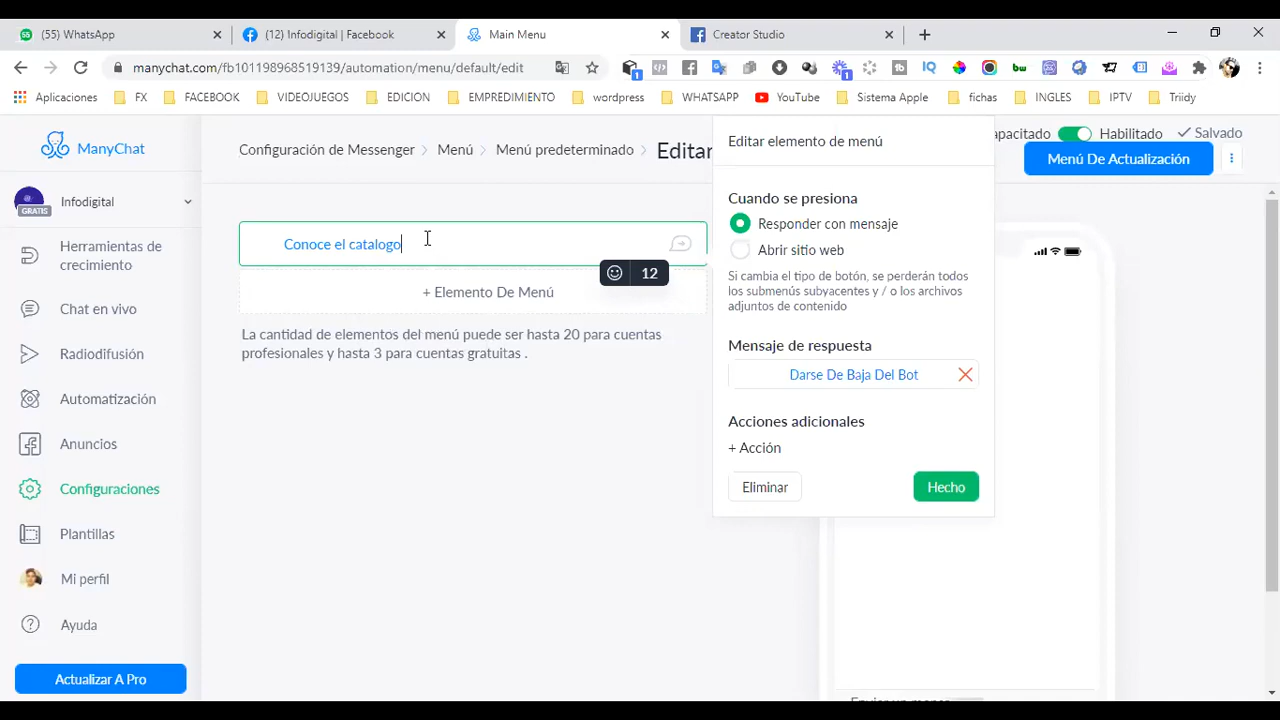 (55) WhatsApp
(12) Infodigital | Facebook
Main Menu
Creator Studio
manychat.com/fb101198968519139/automation/menu/default/edit
Aplicaciones
FX
FACEBOOK
VIDEOJUEGOS
EDICION
EMPREDIMIENTO
wordpress
WHATSAPP
YouTube
Sistema Apple
fichas
INGLES
IPTV
Triidy
ManyChat
Configuración de Messenger
Menú
Menú predeterminado
Editar
Editar elemento de menú
apacitado
Habilitado
Salvado
Menú De Actualización
Infodigital
GRATIS
Herramientas de
crecimiento
Chat en vivo
Radiodifusión
Automatización
Anuncios
Configuraciones
Plantillas
Mi perfil
Ayuda
Actualizar A Pro
Conoce el catalogo
12
+ Elemento De Menú
La cantidad de elementos del menú puede ser hasta 20 para cuentas
profesionales y hasta 3 para cuentas gratuitas .
Cuando se presiona
Responder con mensaje
Abrir sitio web
Si cambia el tipo de botón, se perderán todos
los submenús subyacentes y / o los archivos
adjuntos de contenido
Mensaje de respuesta
Darse De Baja Del Bot
Acciones adicionales
+ Acción
Eliminar
Hecho